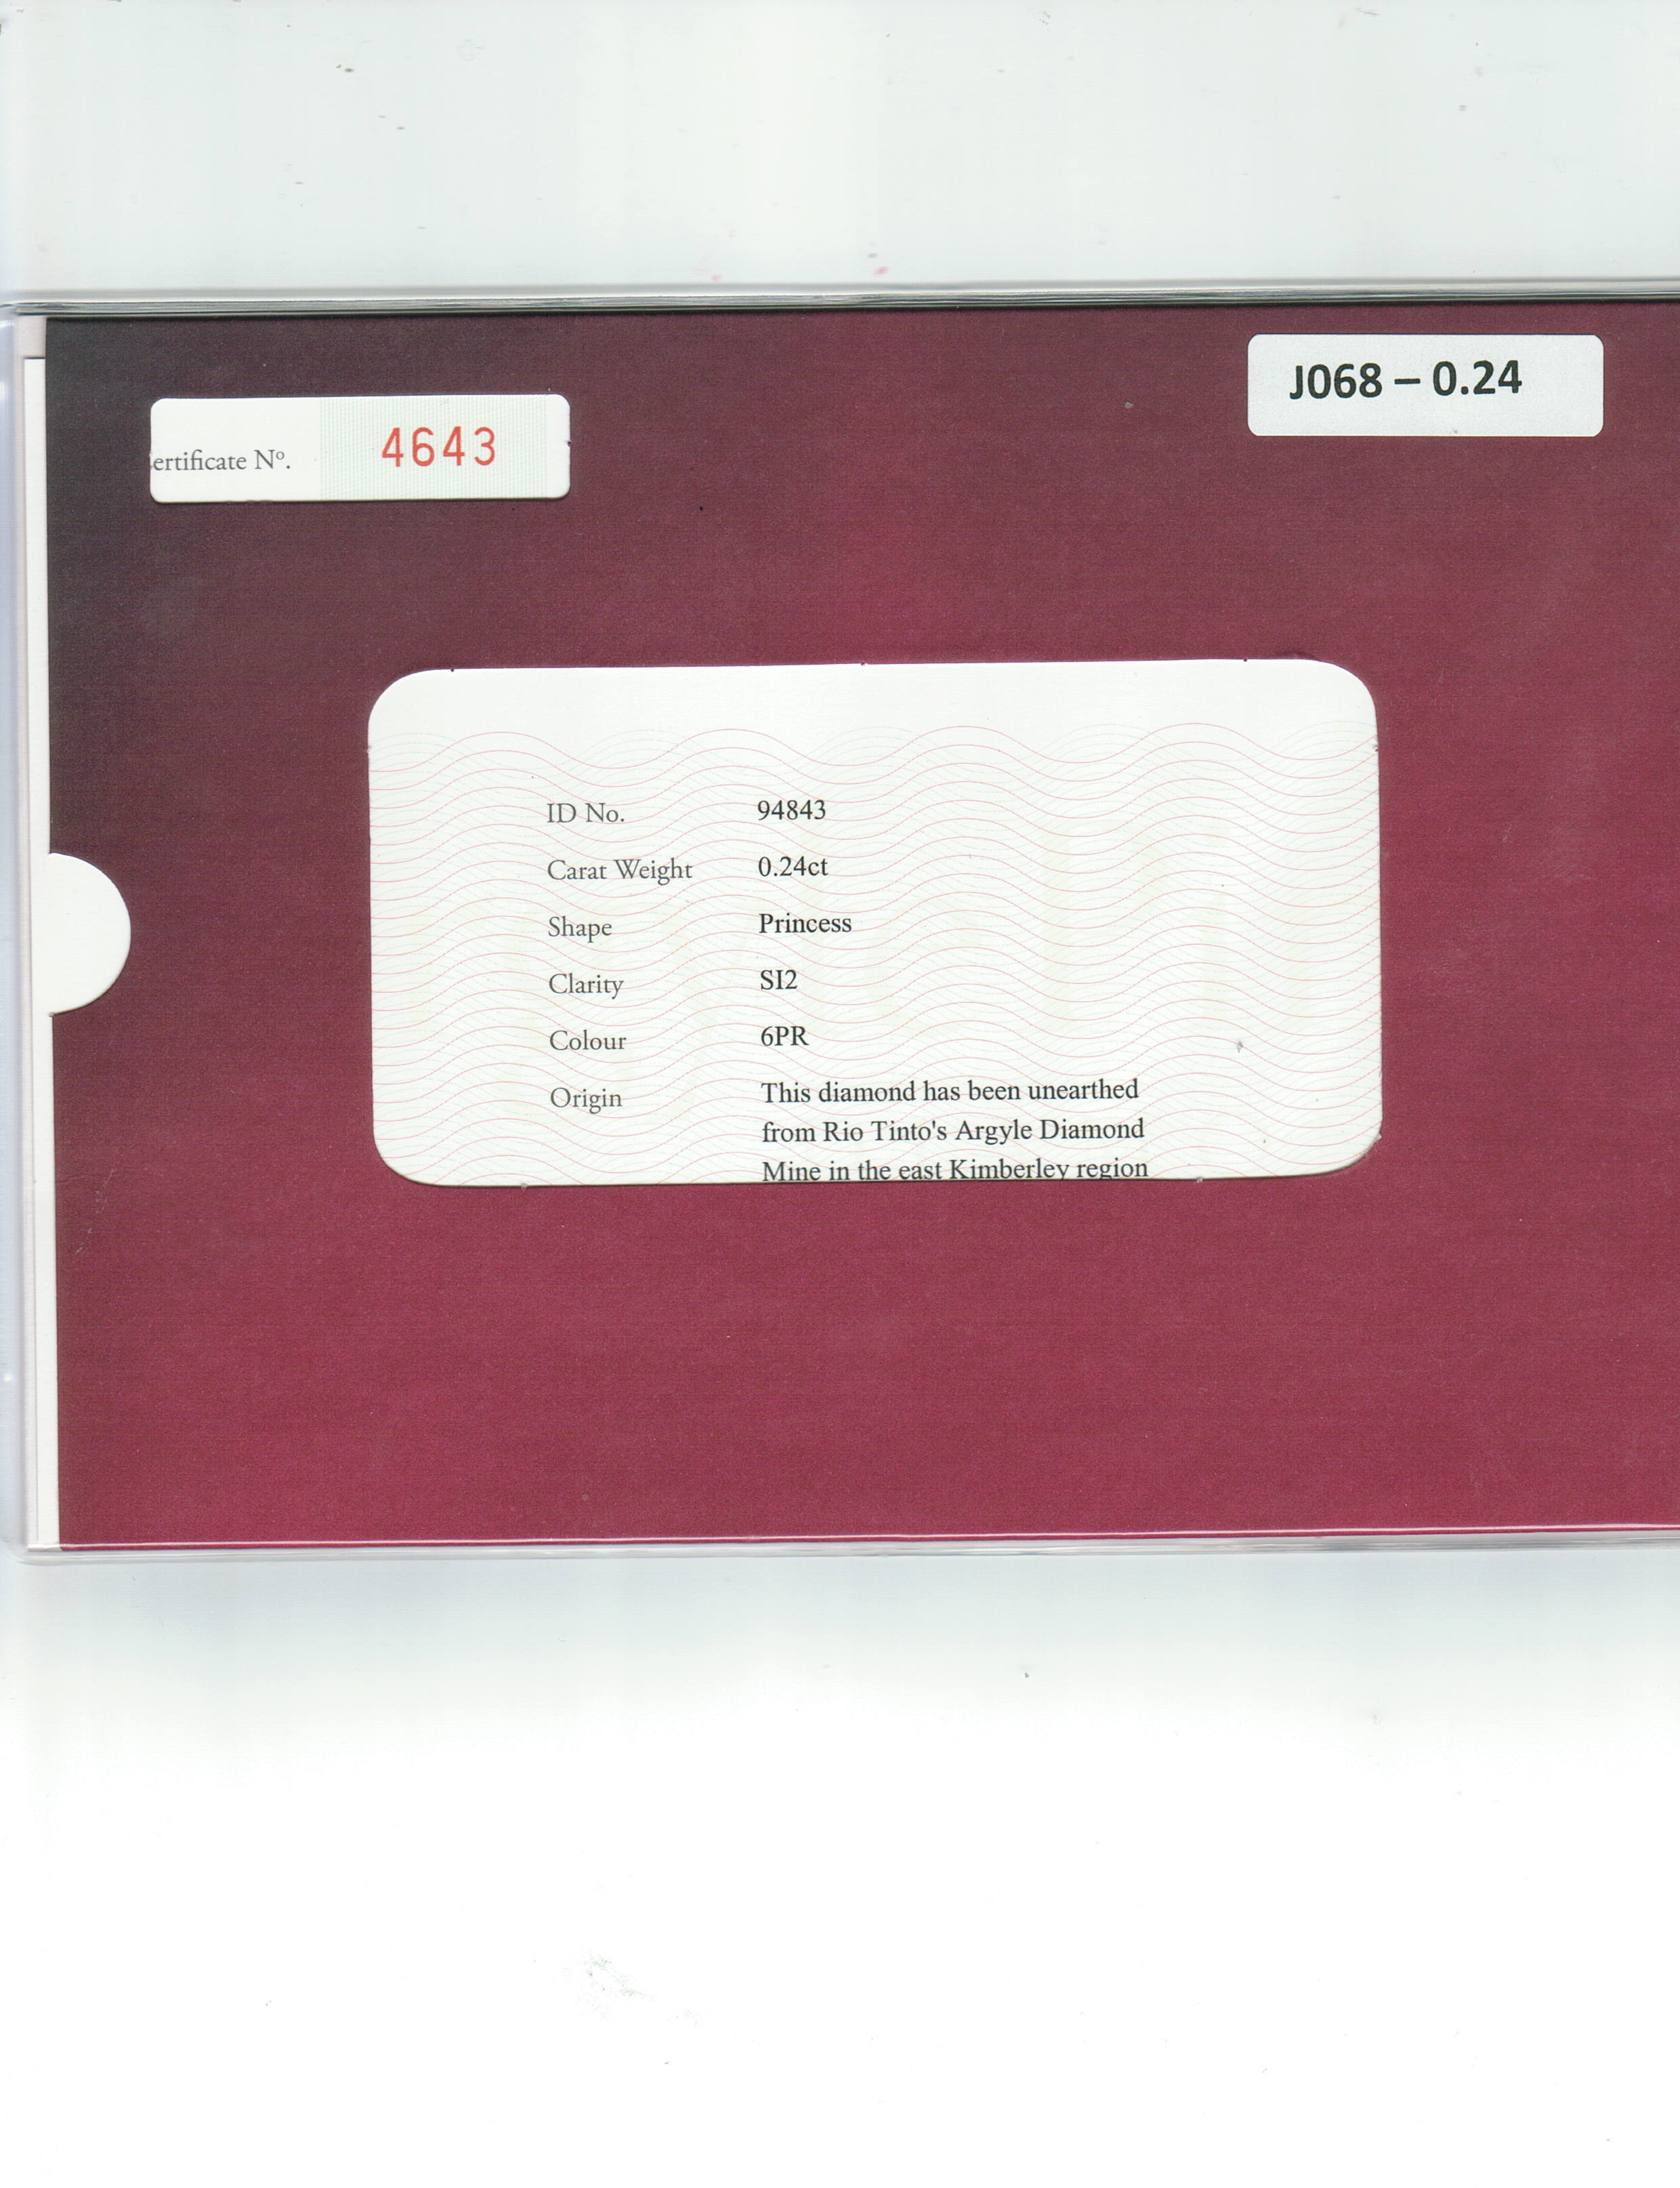 ertificate Nº. 4643
J068 – 0.24
ID No. 94843
Carat Weight 0.24ct
Shape Princess
Clarity SI2
Colour 6PR
Origin This diamond has been unearthed
from Rio Tinto's Argyle Diamond
Mine in the east Kimberley region